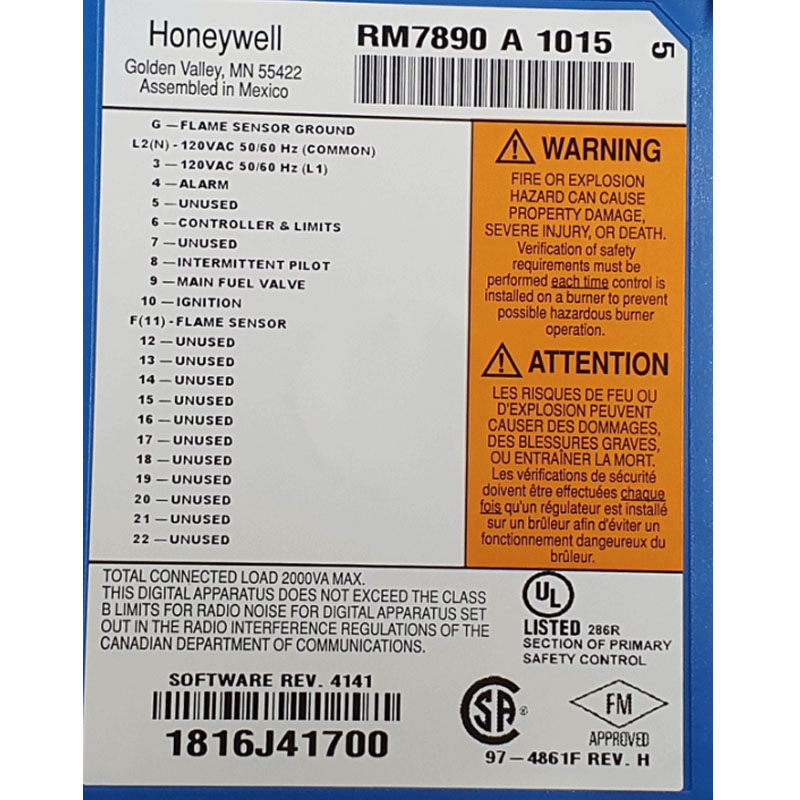 Honeywell
Golden Valley, MN 55422
Assembled in Mexico
RM7890 A 1015
5
G — FLAME SENSOR GROUND
L2(N) - 120VAC 50/60 Hz (COMMON)
3 — 120VAC 50/60 Hz (L1)
4 — ALARM
5 — UNUSED
6 — CONTROLLER & LIMITS
7 — UNUSED
8 — INTERMITTENT PILOT
9 — MAIN FUEL VALVE
10 — IGNITION
F(11) - FLAME SENSOR
12 — UNUSED
13 — UNUSED
14 — UNUSED
15 — UNUSED
16 — UNUSED
17 — UNUSED
18 — UNUSED
19 — UNUSED
20 — UNUSED
21 — UNUSED
22 — UNUSED
WARNING
FIRE OR EXPLOSION
HAZARD CAN CAUSE
PROPERTY DAMAGE,
SEVERE INJURY, OR DEATH.
Verification of safety
requirements must be
performed each time control is
installed on a burner to prevent
possible hazardous burner
operation.
ATTENTION
LES RISQUES DE FEU OU
D'EXPLOSION PEUVENT
CAUSER DES DOMMAGES,
DES BLESSURES GRAVES,
OU ENTRAÎNER LA MORT.
Les vérifications de sécurité
doivent être effectuées chaque
fois qu'un régulateur est installé
sur un brûleur afin d'éviter un
fonctionnement dangeureux du
brûleur.
TOTAL CONNECTED LOAD 2000VA MAX.
THIS DIGITAL APPARATUS DOES NOT EXCEED THE CLASS
B LIMITS FOR RADIO NOISE FOR DIGITAL APPARATUS SET
OUT IN THE RADIO INTERFERENCE REGULATIONS OF THE
CANADIAN DEPARTMENT OF COMMUNICATIONS.
UL
LISTED 286R
SECTION OF PRIMARY
SAFETY CONTROL
SOFTWARE REV. 4141
1816J41700
SA ®
FM
APPROVED
97-4861F REV. H